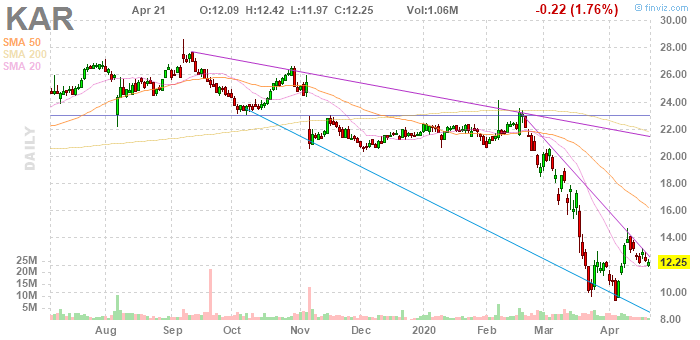 KAR Apr 21 O:12.09 H:12.42 L:11.97 C:12.25 Vol:1.06M -0.22 (1.76%) © finviz.com
SMA 50
SMA 200
SMA 20
DAILY
30.00
28.00
26.00
24.00
22.00
20.00
18.00
16.00
14.00
12.25
10.00
8.00
25M
20M
15M
10M
5M
0
Aug Sep Oct Nov Dec 2020 Feb Mar Apr